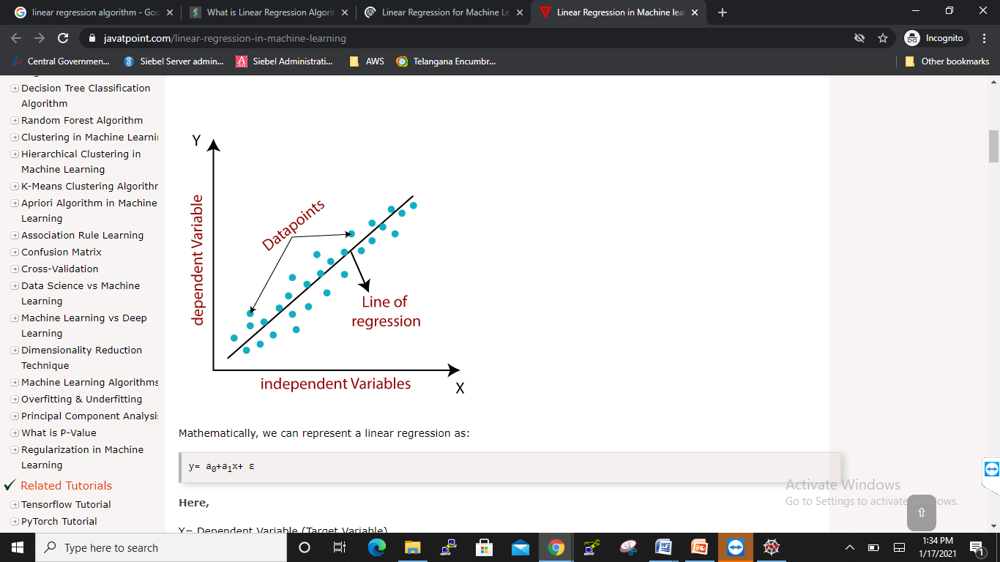 linear regression algorithm - Goo
What is Linear Regression Algorit
Linear Regression for Machine Le
Linear Regression in Machine lea
javatpoint.com/linear-regression-in-machine-learning
Incognito
Central Governmen...
Siebel Server admin...
Siebel Administrati...
AWS
Telangana Encumbr...
Other bookmarks
Decision Tree Classification
Algorithm
Random Forest Algorithm
Clustering in Machine Learni
Hierarchical Clustering in
Machine Learning
K-Means Clustering Algorithm
Apriori Algorithm in Machine
Learning
Association Rule Learning
Confusion Matrix
Cross-Validation
Data Science vs Machine
Learning
Machine Learning vs Deep
Learning
Dimensionality Reduction
Technique
Machine Learning Algorithms
Overfitting & Underfitting
Principal Component Analysis
What is P-Value
Regularization in Machine
Learning
Related Tutorials
Tensorflow Tutorial
PyTorch Tutorial
Y
dependent Variable
Datapoints
Line of
regression
independent Variables
X
Mathematically, we can represent a linear regression as:
y= a₀+a₁x+ ε
Here,
Y= Dependent Variable (Target Variable)
Activate Windows
Go to Settings to activate Windows.
Type here to search
1:34 PM
1/17/2021
1